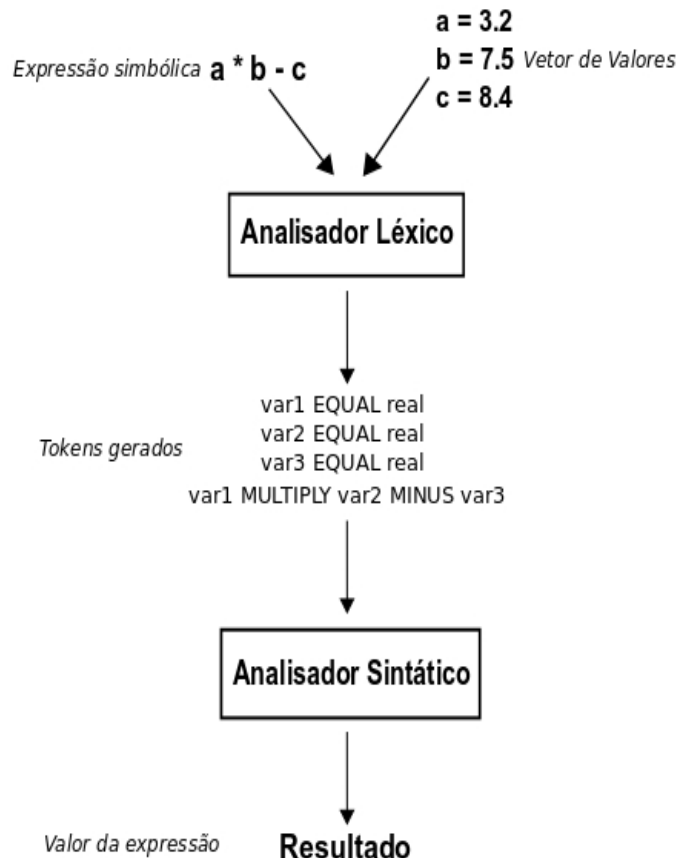 a = 3.2
Expressão simbólica a * b - c
b = 7.5 Vetor de Valores
c = 8.4
Analisador Léxico
var1 EQUAL real
var2 EQUAL real
Tokens gerados
var3 EQUAL real
var1 MULTIPLY var2 MINUS var3
Analisador Sintático
Valor da expressão Resultado